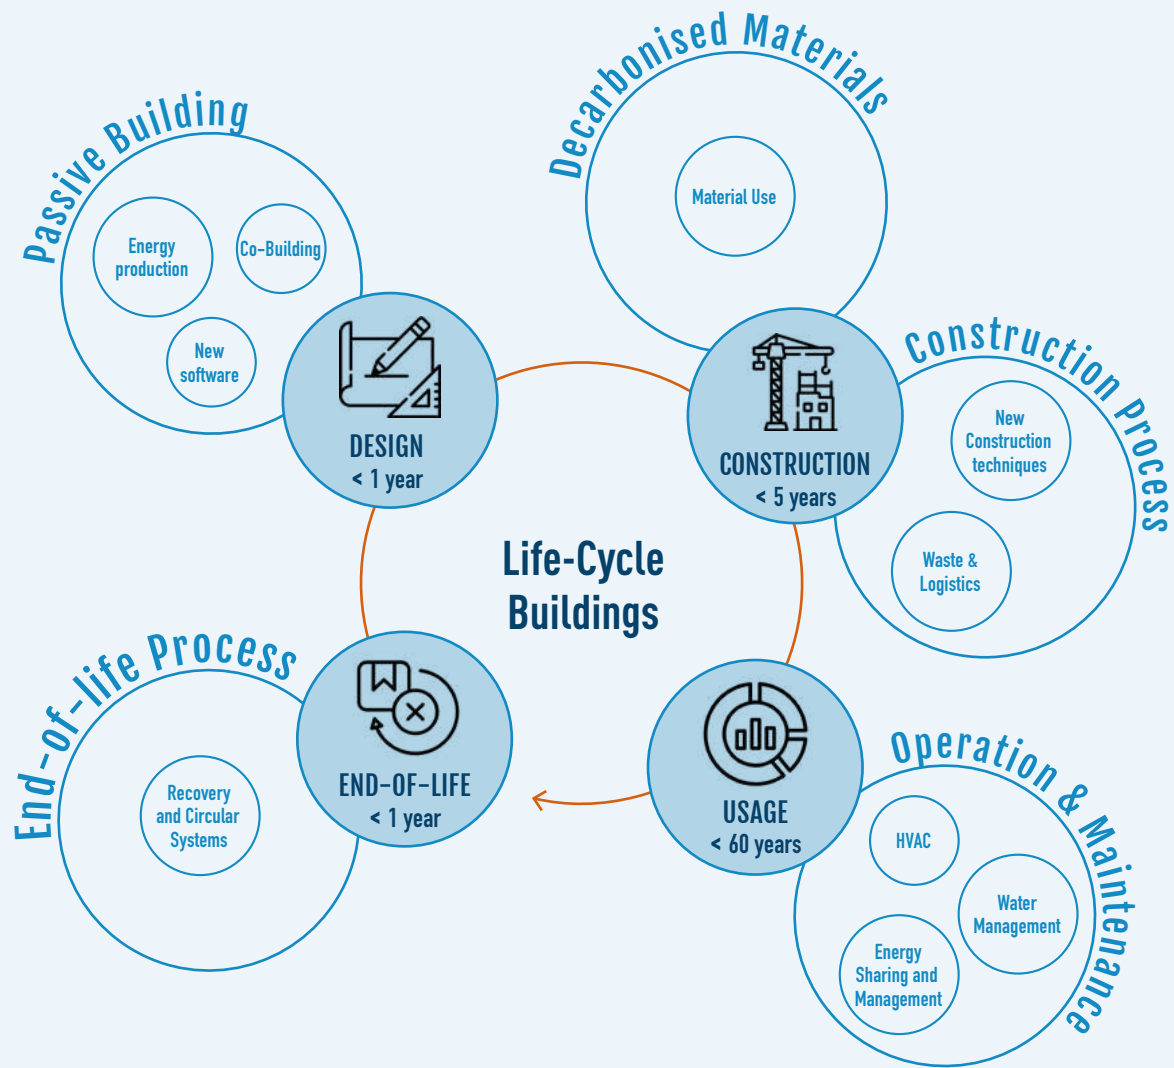 Passive Building
Energy
production
Co-Building
New
software
DESIGN
< 1 year
Decarbonised Materials
Material Use
CONSTRUCTION
< 5 years
Construction Process
New
Construction
techniques
Waste &
Logistics
Life-Cycle
Buildings
End-of-life Process
Recovery
and Circular
Systems
END-OF-LIFE
< 1 year
USAGE
< 60 years
Operation & Maintenance
HVAC
Water
Management
Energy
Sharing and
Management